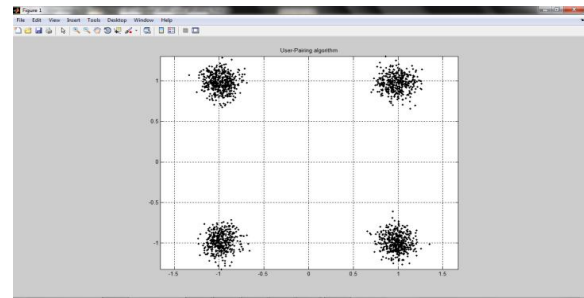 Figure 1
File Edit View Insert Tools Desktop Window Help
User-Pairing algorithm
1
0.5
0
-0.5
-1
-1.5 -1 -0.5 0 0.5 1 1.5